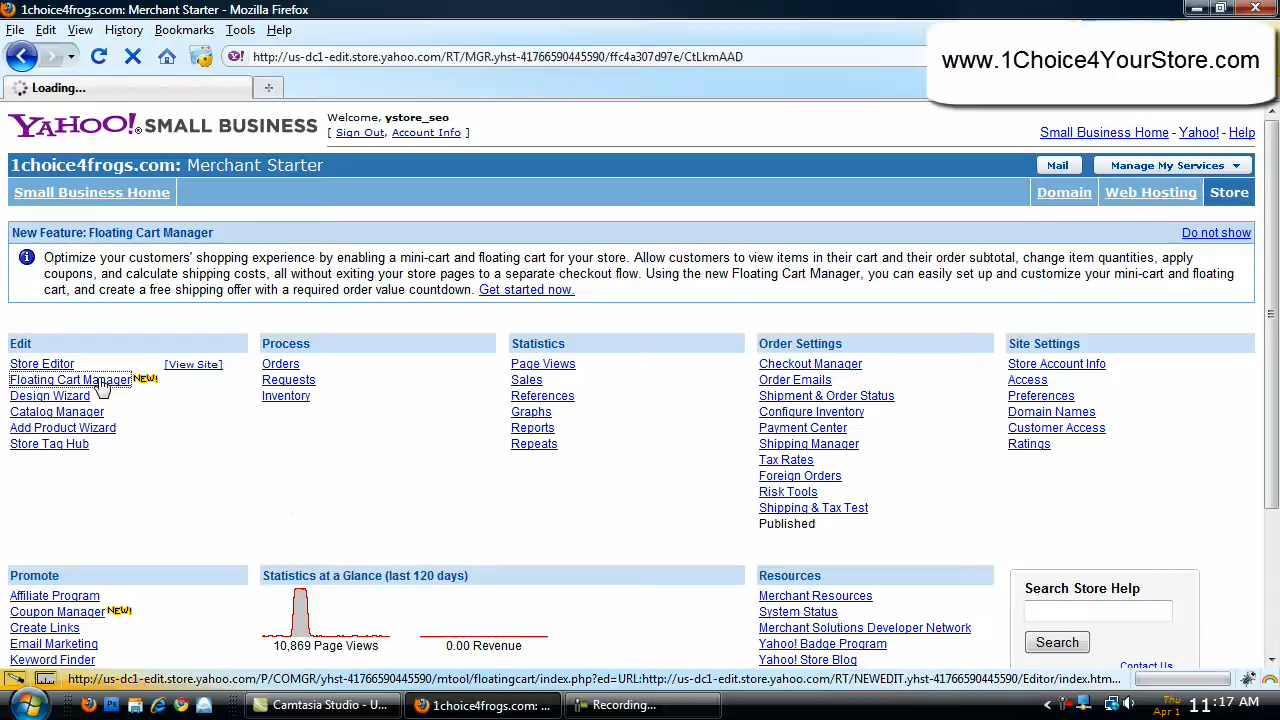 1choice4frogs.com: Merchant Starter - Mozilla Firefox
File Edit View History Bookmarks Tools Help
http://us-dc1-edit.store.yahoo.com/RT/MGR.yhst-41766590445590/ffc4a307d97e/CtLkmAAD
www.1Choice4YourStore.com
Loading...
YAHOO! SMALL BUSINESS
Welcome, ystore_seo
[ Sign Out, Account Info ]
Small Business Home - Yahoo! - Help
1choice4frogs.com: Merchant Starter
Mail
Manage My Services
Small Business Home
Domain
Web Hosting
Store
New Feature: Floating Cart Manager
Do not show
Optimize your customers' shopping experience by enabling a mini-cart and floating cart for your store. Allow customers to view items in their cart and their order subtotal, change item quantities, apply
coupons, and calculate shipping costs, all without exiting your store pages to a separate checkout flow. Using the new Floating Cart Manager, you can easily set up and customize your mini-cart and floating
cart, and create a free shipping offer with a required order value countdown. Get started now.
Edit
Store Editor [View Site]
Floating Cart Manager NEW!
Design Wizard
Catalog Manager
Add Product Wizard
Store Tag Hub
Process
Orders
Requests
Inventory
Statistics
Page Views
Sales
References
Graphs
Reports
Repeats
Order Settings
Checkout Manager
Order Emails
Shipment & Order Status
Configure Inventory
Payment Center
Shipping Manager
Tax Rates
Foreign Orders
Risk Tools
Shipping & Tax Test
Published
Site Settings
Store Account Info
Access
Preferences
Domain Names
Customer Access
Ratings
Promote
Affiliate Program
Coupon Manager NEW!
Create Links
Email Marketing
Keyword Finder
Statistics at a Glance (last 120 days)
10,869 Page Views
0.00 Revenue
Resources
Merchant Resources
System Status
Merchant Solutions Developer Network
Yahoo! Badge Program
Yahoo! Store Blog
Search Store Help
Search
Contact Us
http://us-dc1-edit.store.yahoo.com/P/COMGR/yhst-41766590445590/mtool/floatingcart/index.php?ed=URL:http://us-dc1-edit.store.yahoo.com/RT/NEWEDIT.yhst-41766590445590/Editor/index.htm...
Camtasia Studio - U...
1choice4frogs.com: ...
Recording...
Thu
Apr 1
11:17 AM